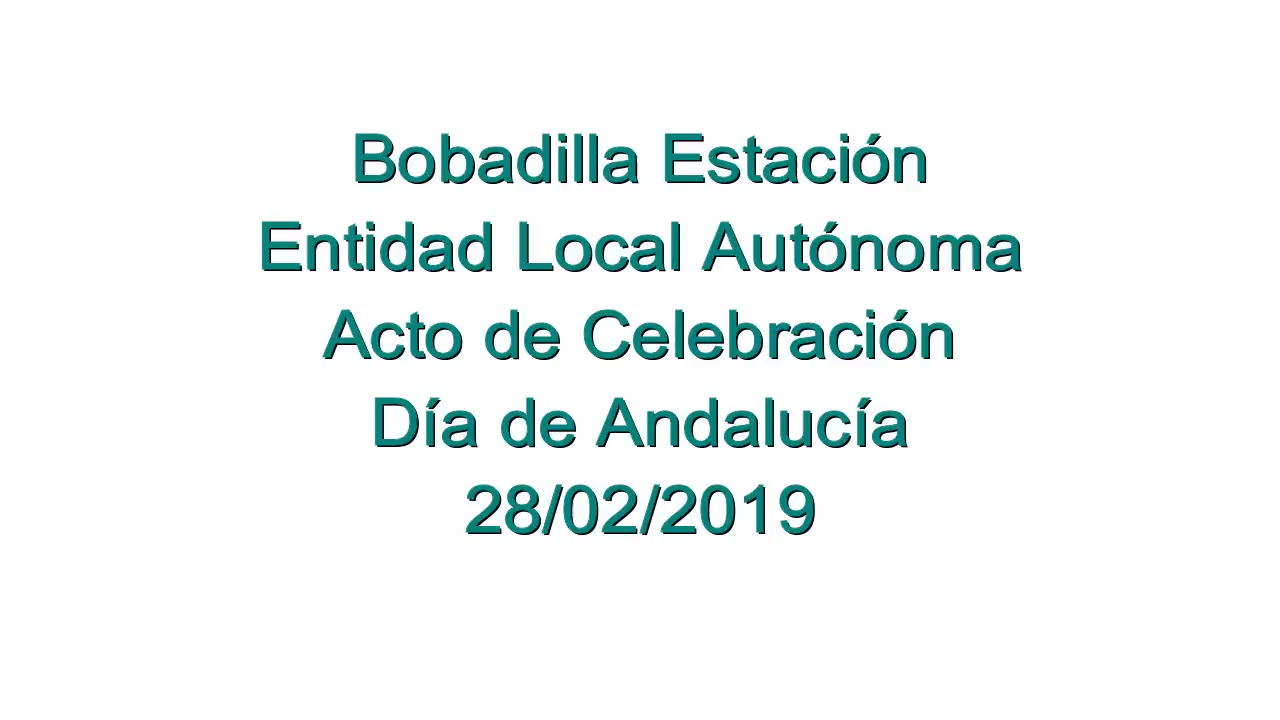 Bobadilla Estación
Entidad Local Autónoma
Acto de Celebración
Día de Andalucía
28/02/2019